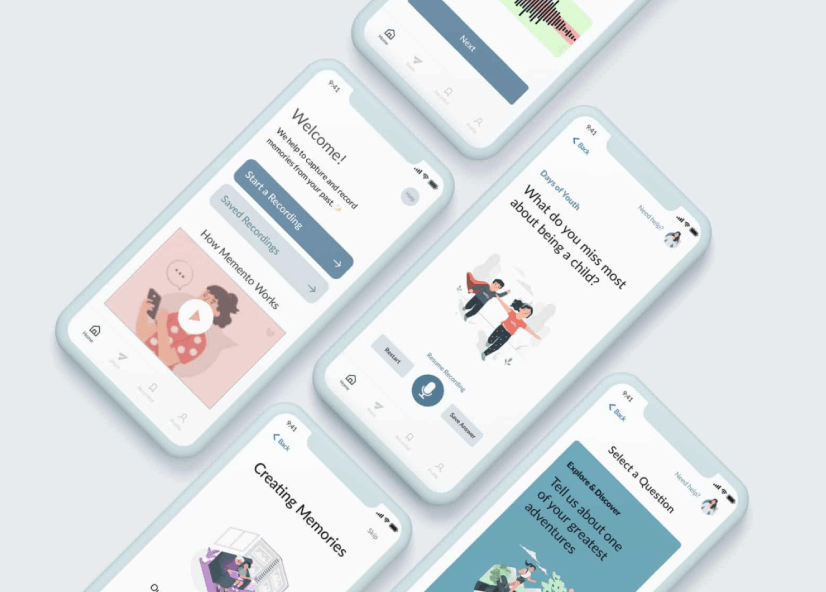 Next
Home
9:41
Welcome!
We help to capture and record
memories from your past.
Start a Recording
Saved Recordings
How Memento Works
Home
Profile
9:41
Back
Need help?
Days of Youth
What do you miss most
about being a child?
Resume Recording
Restart
Save Answer
Home
Profile
9:41
Back
Skip
Creating Memories
9:41
Back
Need help?
Select a Question
Explore & Discover
Tell us about one
of your greatest
adventures